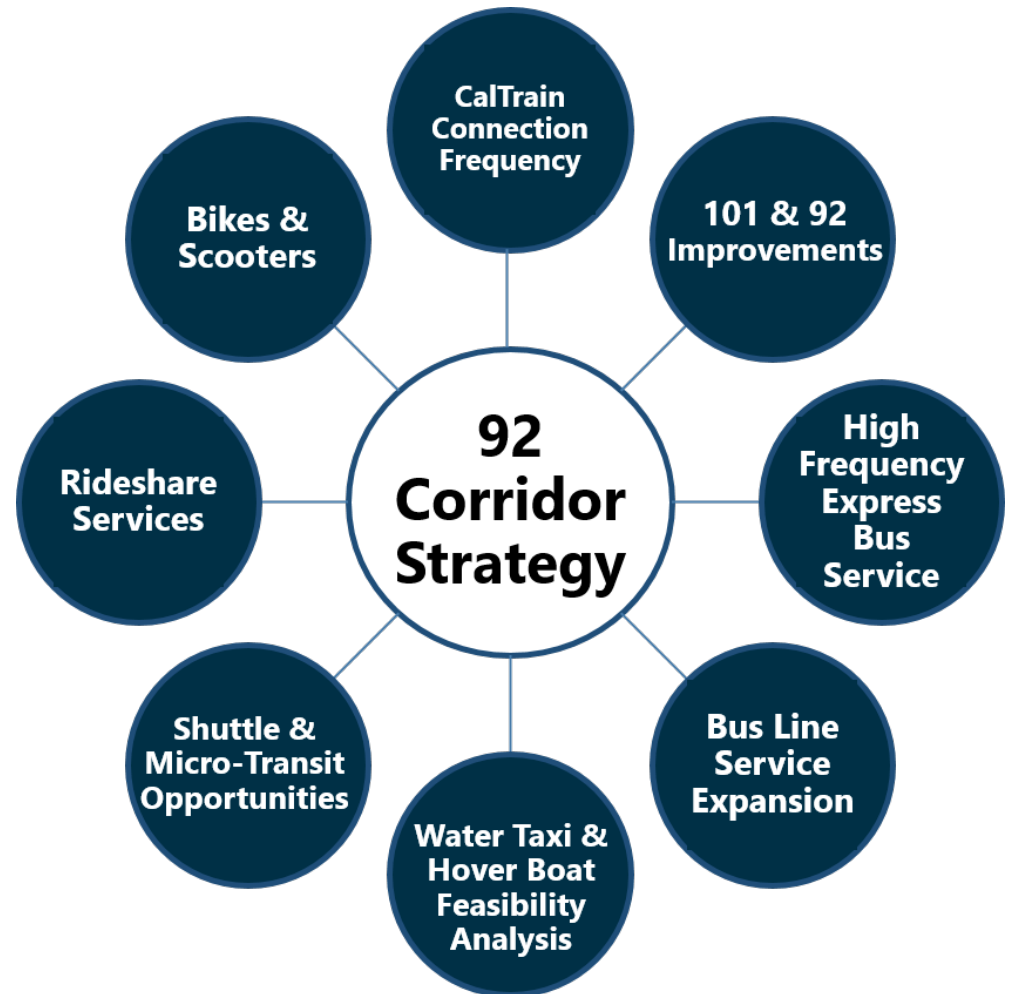 CalTrain
Connection
Frequency
101 & 92
Improvements
High
Frequency
Express
Bus
Service
Bus Line
Service
Expansion
Water Taxi &
Hover Boat
Feasibility
Analysis
Shuttle &
Micro-Transit
Opportunities
Rideshare
Services
Bikes &
Scooters
92
Corridor
Strategy